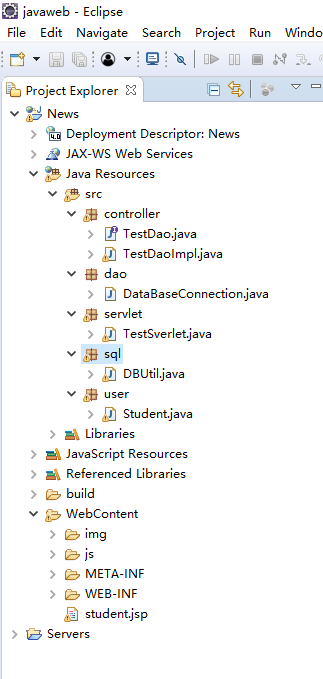 javaweb - Eclipse
File Edit Navigate Search Project Run Windo
Project Explorer
News
4.0 Deployment Descriptor: News
JAX-WS Web Services
Java Resources
src
controller
TestDao.java
TestDaoImpl.java
dao
DataBaseConnection.java
servlet
TestSverlet.java
sql
DBUtil.java
user
Student.java
Libraries
JavaScript Resources
Referenced Libraries
build
WebContent
img
js
META-INF
WEB-INF
student.jsp
Servers